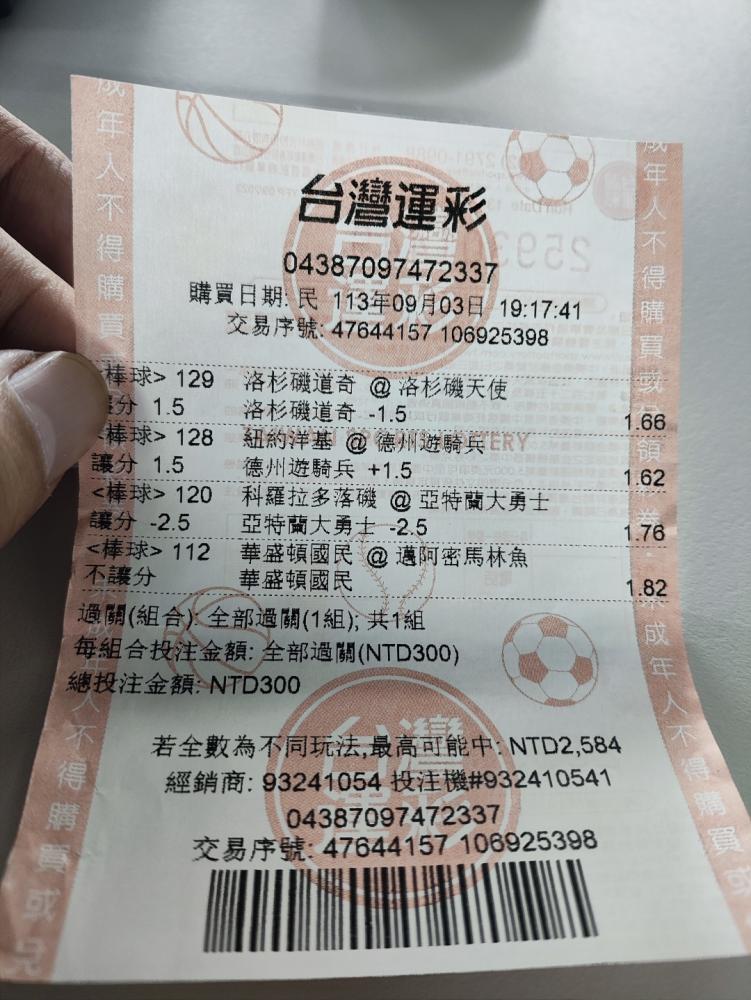 台灣運彩
04387097472337
購買日期: 民 113年09月03日 19:17:41
交易序號: 47644157 106925398
<棒球> 129 洛杉磯道奇 @ 洛杉磯天使
分 1.5 洛杉磯道奇 -1.5 1.66
<棒球> 128 紐約洋基 @ 德州遊騎兵
讓分 1.5 德州遊騎兵 +1.5 1.62
<棒球> 120 科羅拉多落磯 @ 亞特蘭大勇士
讓分 -2.5 亞特蘭大勇士 -2.5 1.76
<棒球> 112 華盛頓國民 @ 邁阿密馬林魚
不讓分 華盛頓國民 1.82
過關(組合): 全部過關(1組); 共1組
每組合投注金額: 全部過關(NTD300)
總投注金額: NTD300
若全數為不同玩法,最高可能中: NTD2,584
經銷商: 93241054 投注機#932410541
04387097472337
交易序號: 47644157 106925398
成年人不得購買
成年人不得購買或
人不得購買或兌
成年人不得購買或